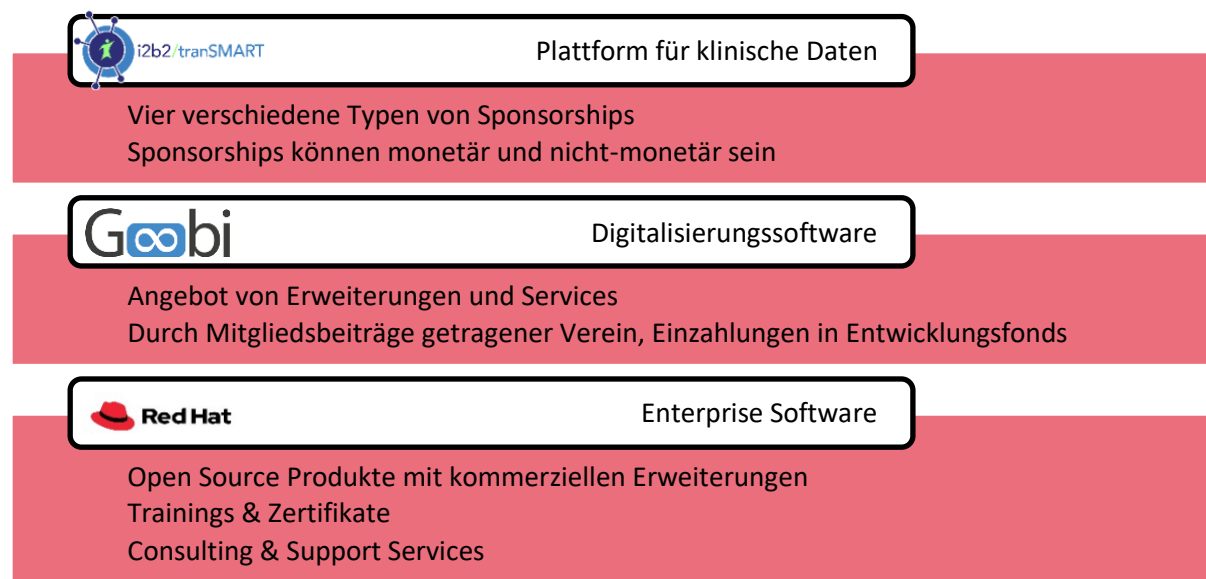 i2b2/tranSMART Plattform für klinische Daten
Vier verschiedene Typen von Sponsorships
Sponsorships können monetär und nicht-monetär sein
Goobi Digitalisierungssoftware
Angebot von Erweiterungen und Services
Durch Mitgliedsbeiträge getragener Verein, Einzahlungen in Entwicklungsfonds
Red Hat Enterprise Software
Open Source Produkte mit kommerziellen Erweiterungen
Trainings & Zertifikate
Consulting & Support Services